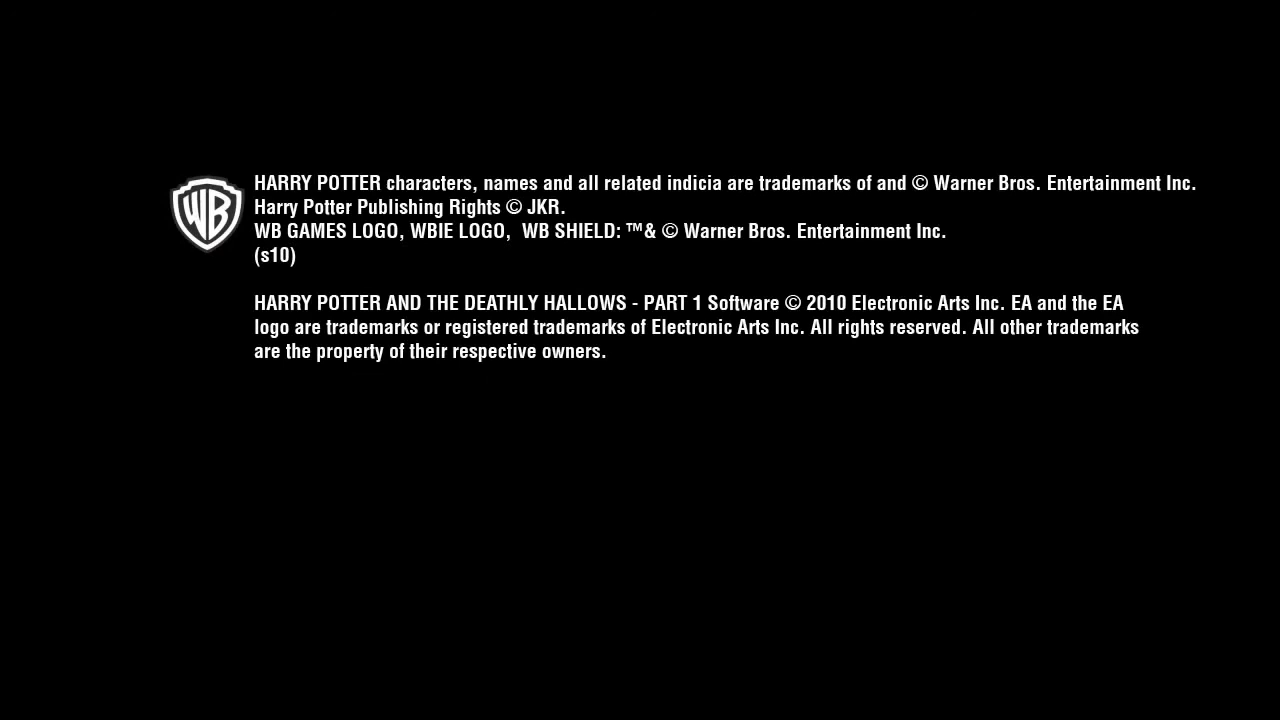 WB
HARRY POTTER characters, names and all related indicia are trademarks of and © Warner Bros. Entertainment Inc.
Harry Potter Publishing Rights © JKR.
WB GAMES LOGO, WBIE LOGO,  WB SHIELD: ™& © Warner Bros. Entertainment Inc.
(s10)
HARRY POTTER AND THE DEATHLY HALLOWS - PART 1 Software © 2010 Electronic Arts Inc. EA and the EA
logo are trademarks or registered trademarks of Electronic Arts Inc. All rights reserved. All other trademarks
are the property of their respective owners.